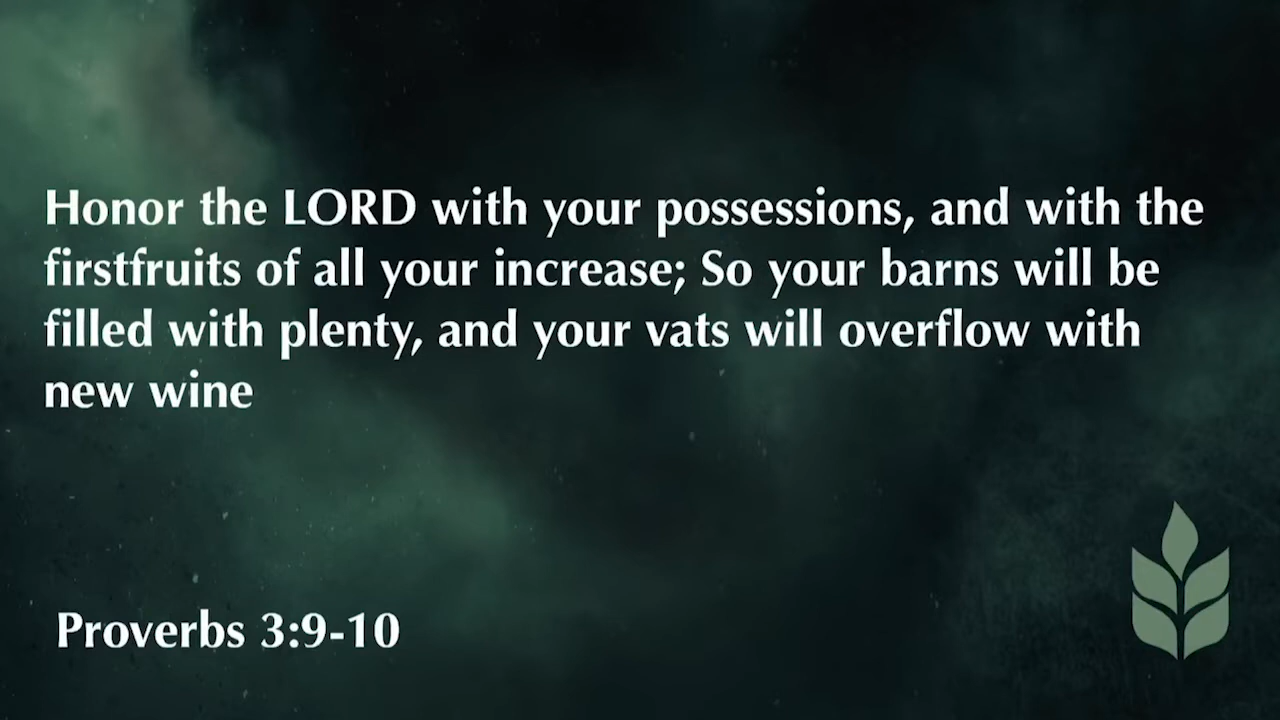 Honor the LORD with your possessions, and with the
firstfruits of all your increase; So your barns will be
filled with plenty, and your vats will overflow with
new wine
Proverbs 3:9-10